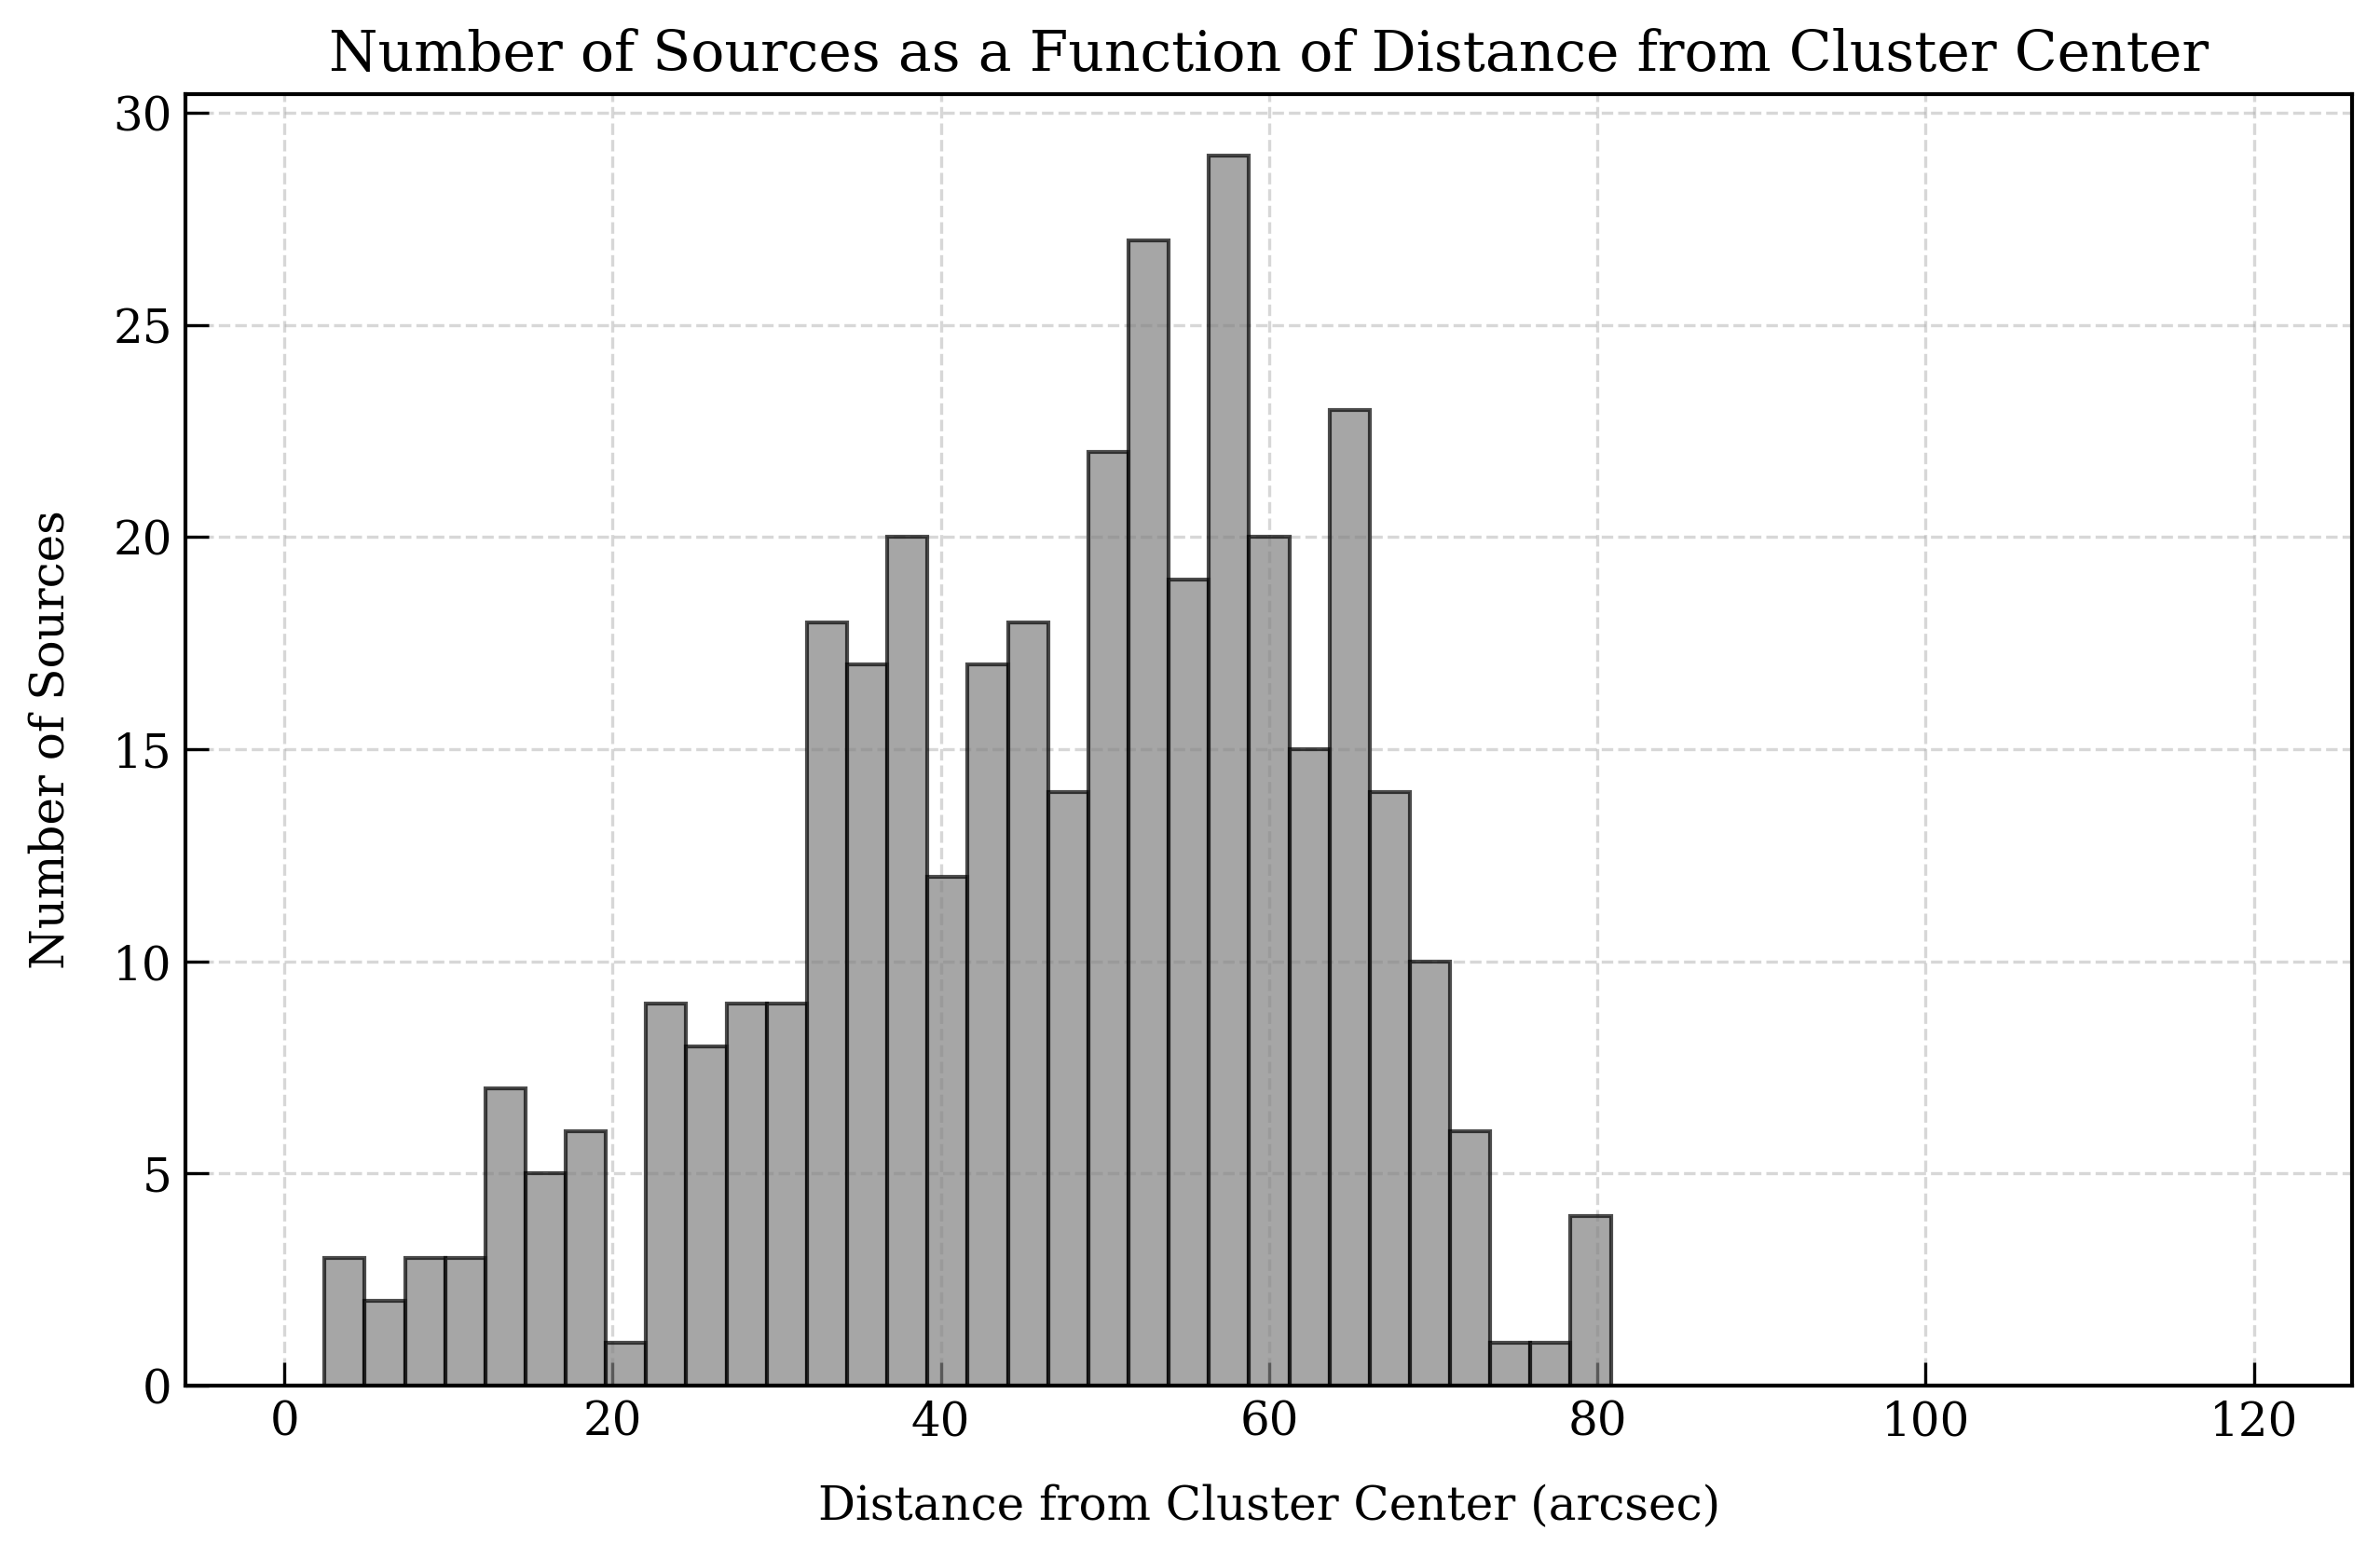 Number of Sources as a Function of Distance from Cluster Center
30
25
20
15
10
5
0
Number of Sources
0 20 40 60 80 100 120
Distance from Cluster Center (arcsec)